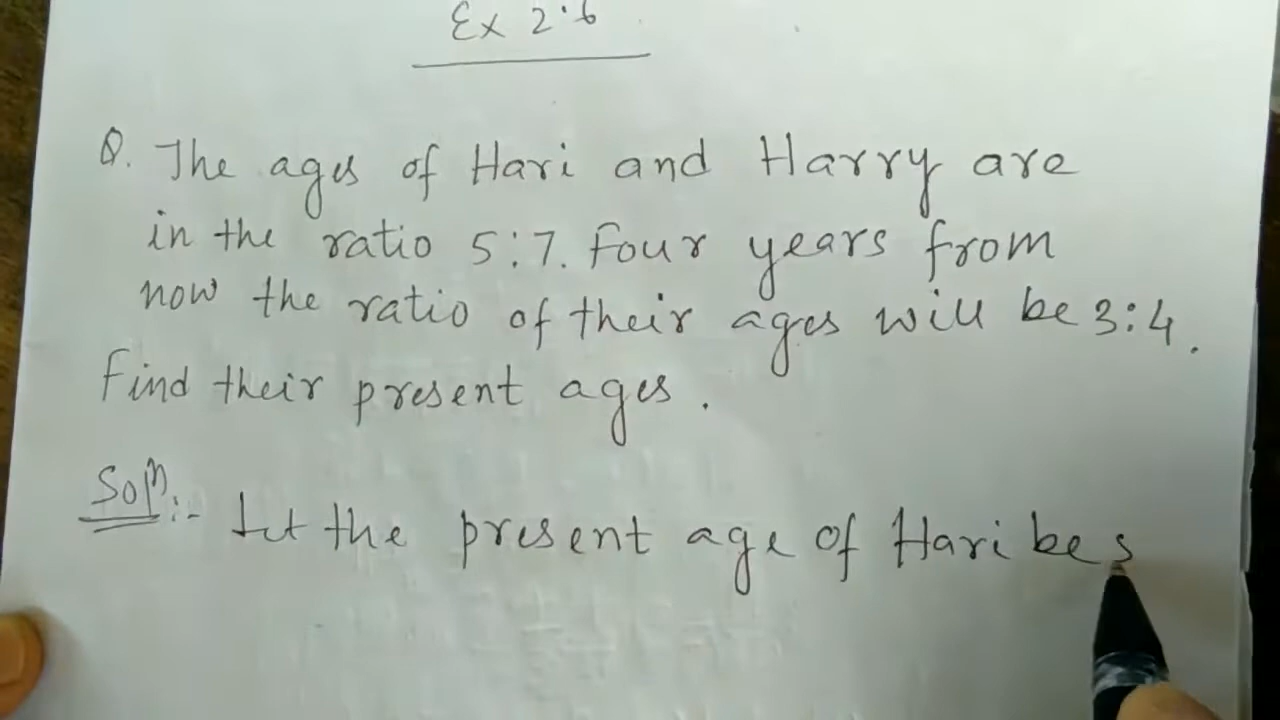 Ex 2.6
Q. The ages of Hari and Harry are
in the ratio 5:7. Four years from
now the ratio of their ages will be 3:4.
Find their present ages.
Soln:- Let the present age of Hari be 5